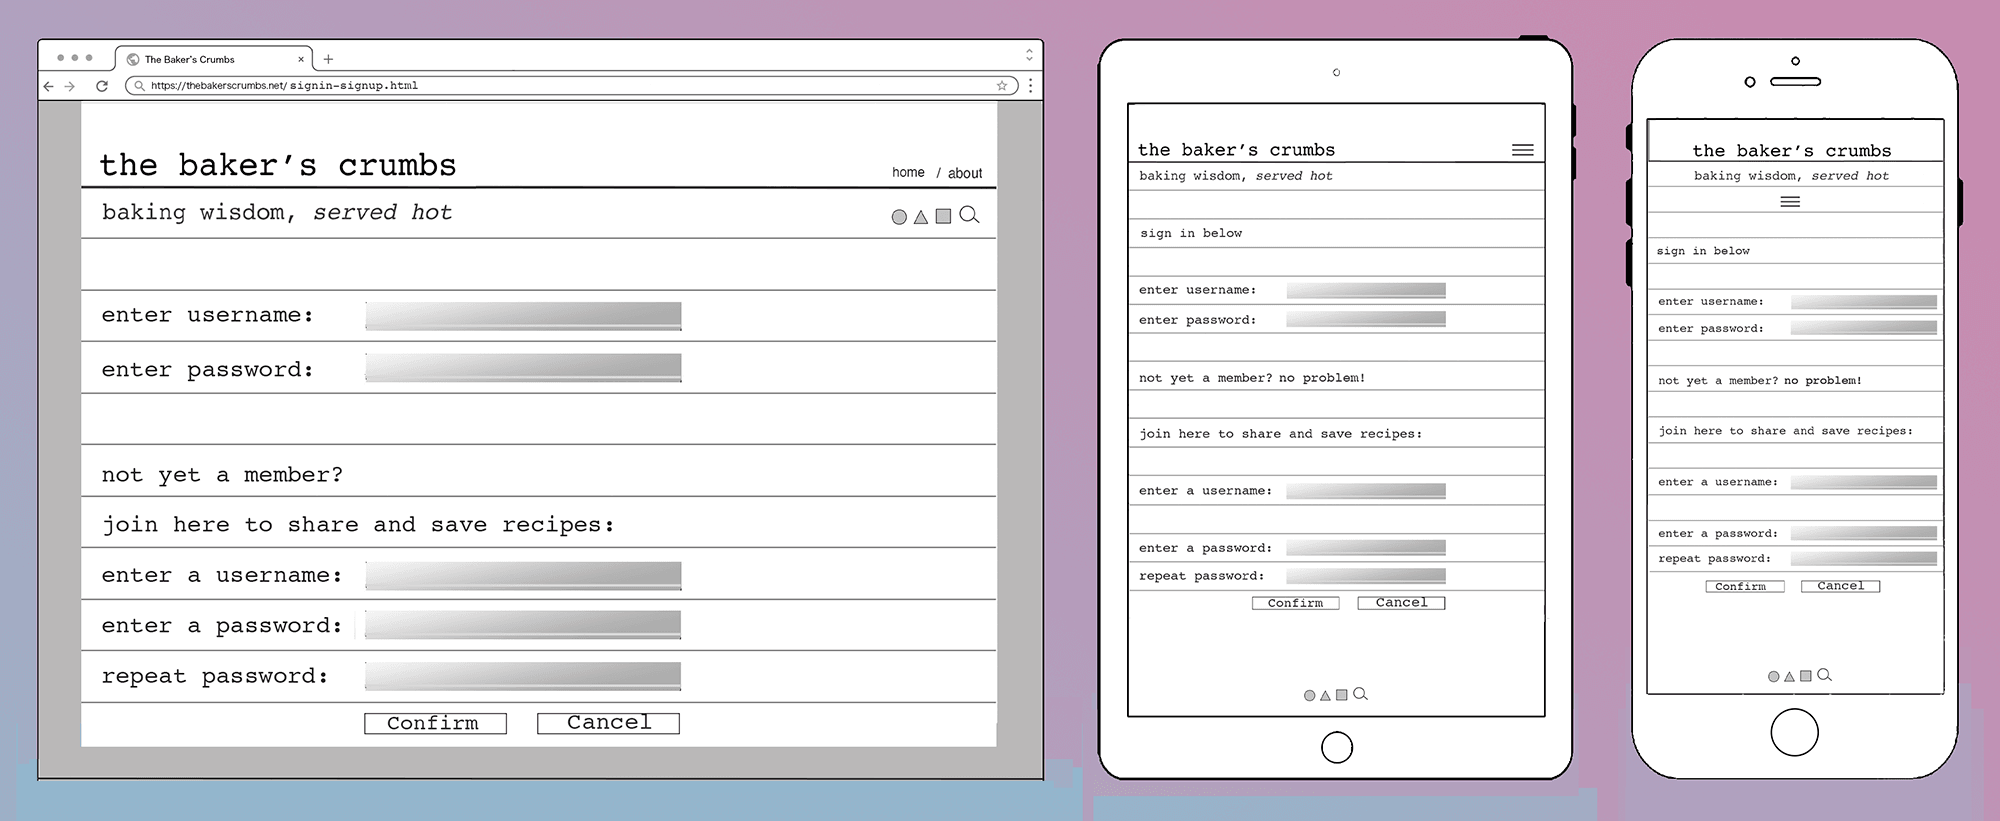 The Baker's Crumbs
https://thebakerscrumbs.net/signin-signup.html
the baker's crumbs
home / about
baking wisdom, served hot
enter username:
enter password:
not yet a member?
join here to share and save recipes:
enter a username:
enter a password:
repeat password:
Confirm Cancel
the baker's crumbs
baking wisdom, served hot
sign in below
enter username:
enter password:
not yet a member? no problem!
join here to share and save recipes:
enter a username:
enter a password:
repeat password:
Confirm Cancel
the baker's crumbs
baking wisdom, served hot
sign in below
enter username:
enter password:
not yet a member? no problem!
join here to share and save recipes:
enter a username:
enter a password:
repeat password:
Confirm Cancel